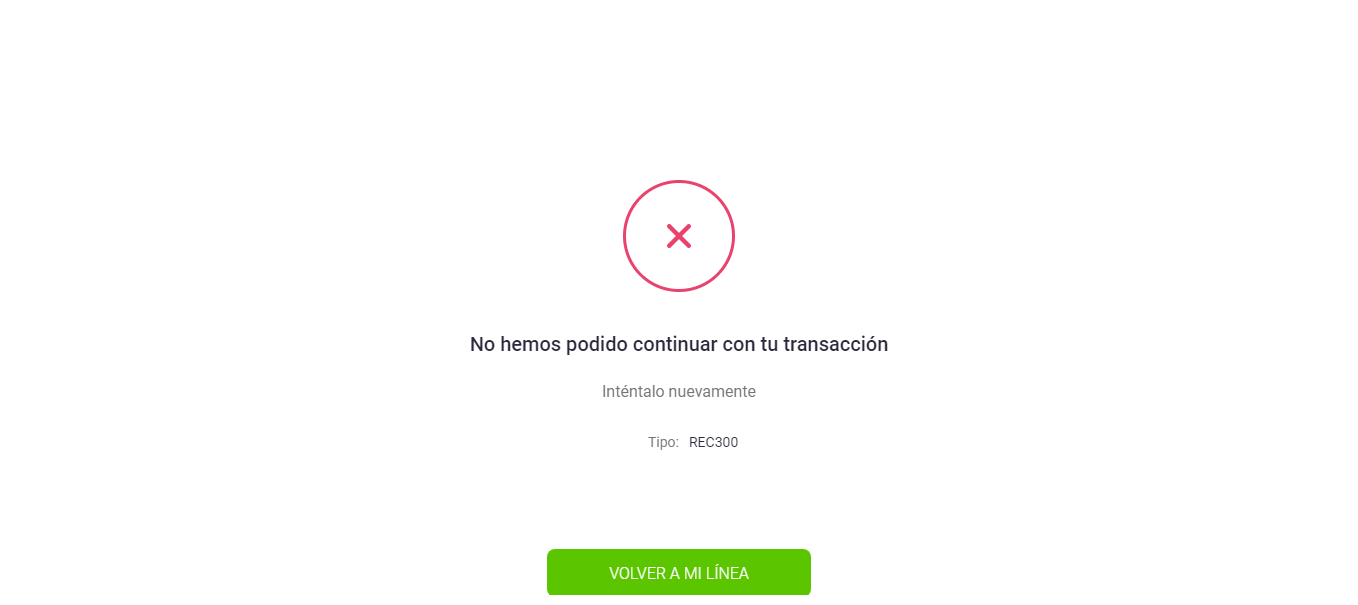 No hemos podido continuar con tu transacción
Inténtalo nuevamente
Tipo: REC300
VOLVER A MI LÍNEA